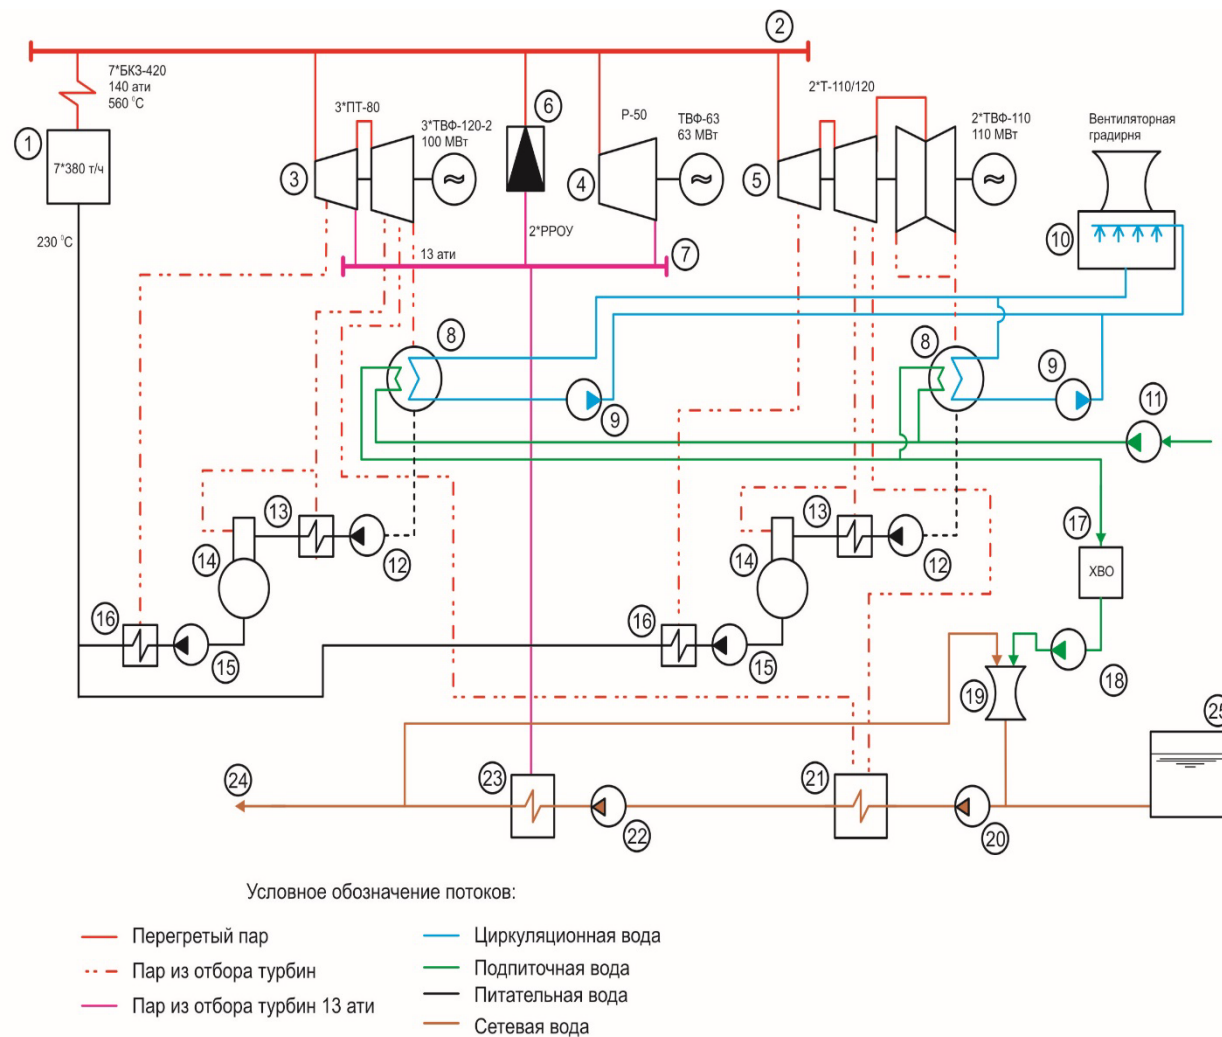 2
7*БКЗ-420
140 ати
560 ⁰С
6
2*Т-110/120
3*ПТ-80
3*ТВФ-120-2
100 МВт
Р-50
ТВФ-63
63 МВт
2*ТВФ-110
110 МВт
Вентиляторная
градирня
1
7*380 т/ч
3
4
5
10
230 ⁰С
2*РРОУ
13 ати
7
8
8
9
9
11
13
13
14
12
14
12
17
ХВО
16
15
16
15
18
19
25
24
23
21
22
20
Условное обозначение потоков:
Перегретый пар
Пар из отбора турбин
Пар из отбора турбин 13 ати
Циркуляционная вода
Подпиточная вода
Питательная вода
Сетевая вода